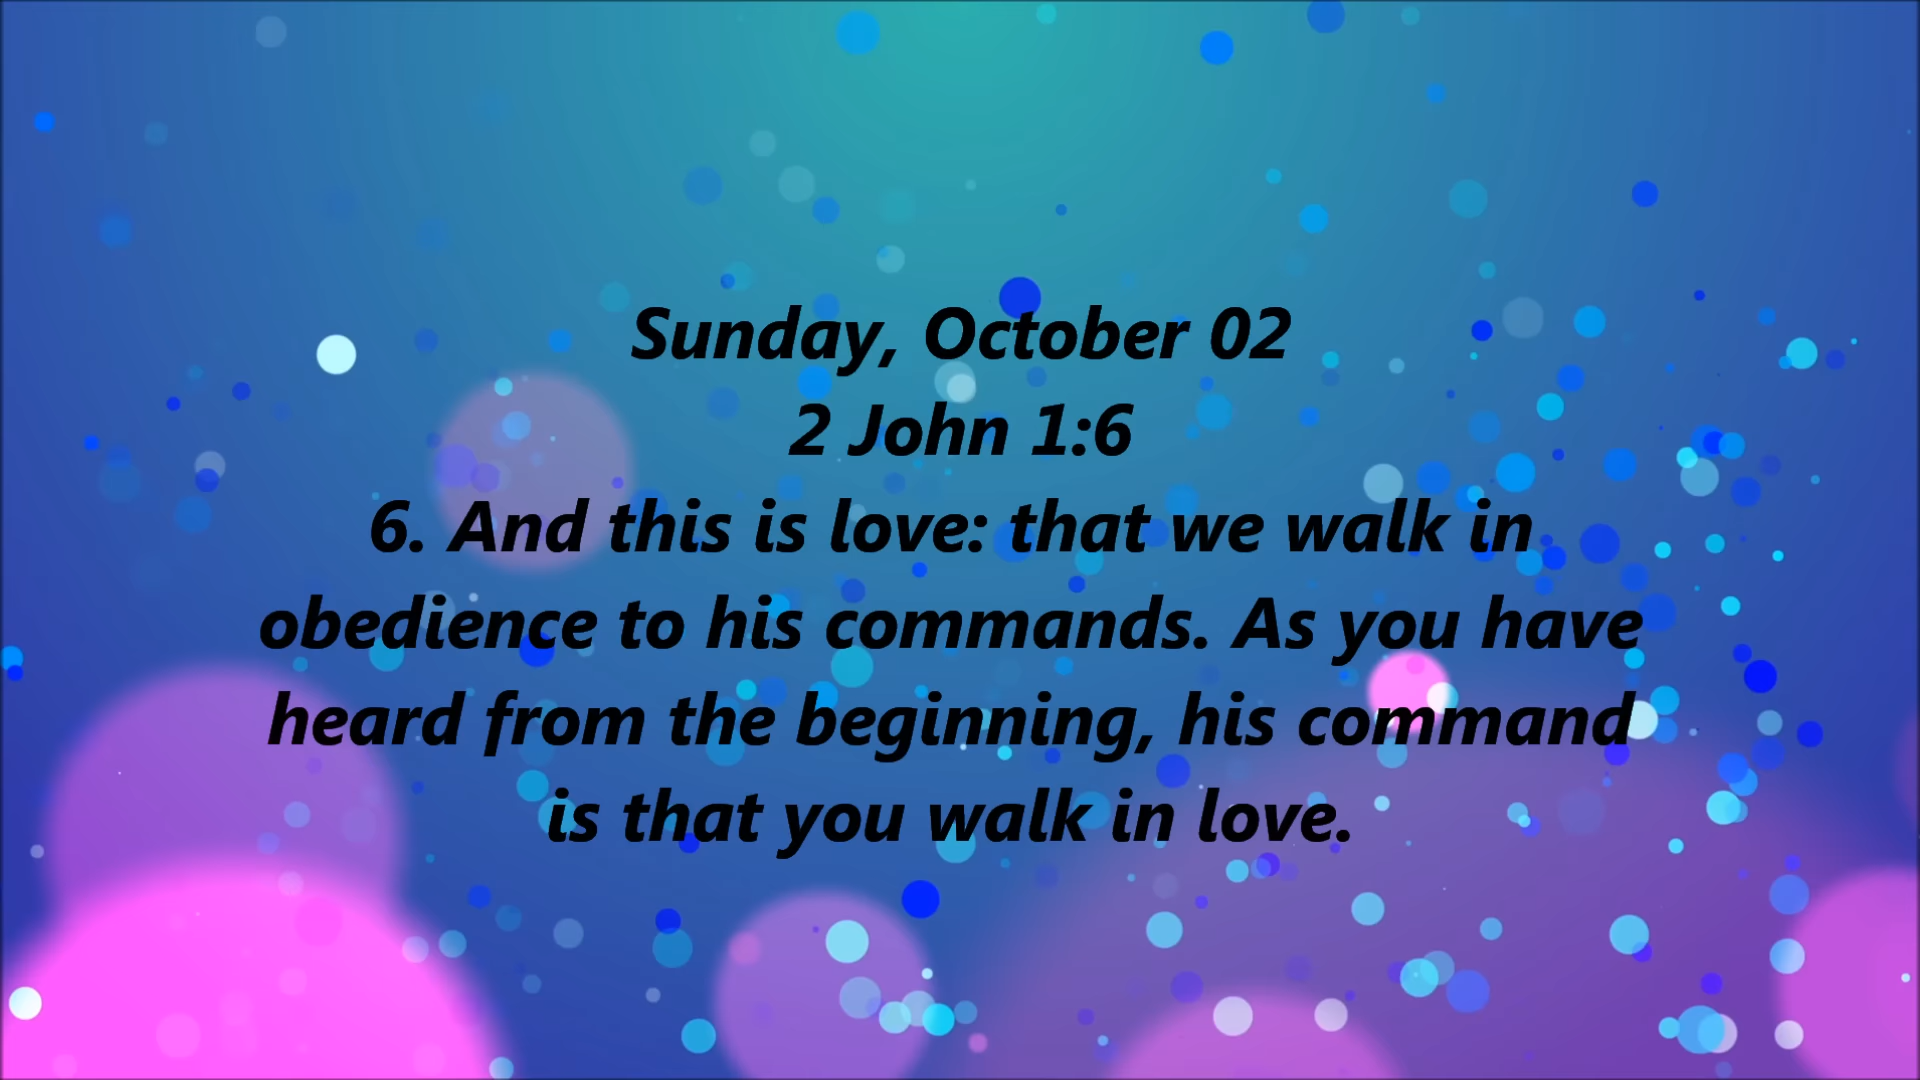 Sunday, October 02
2 John 1:6
6. And this is love: that we walk in
obedience to his commands. As you have
heard from the beginning, his command
is that you walk in love.